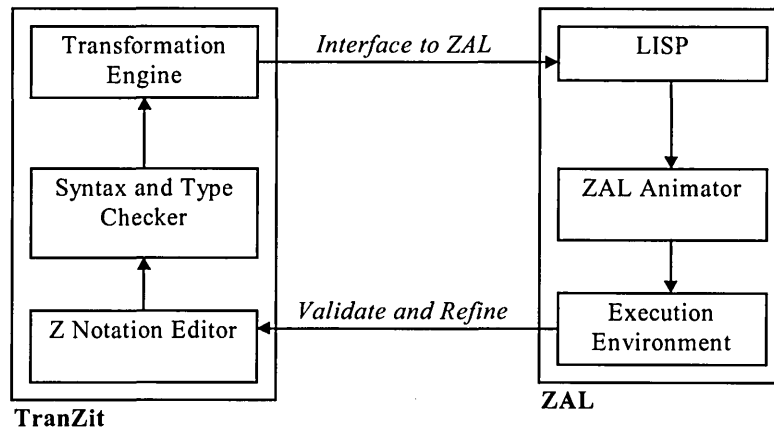 Transformation
Engine
Interface to ZAL
LISP
Syntax and Type
Checker
ZAL Animator
Z Notation Editor
Validate and Refine
Execution
Environment
TranZit
ZAL